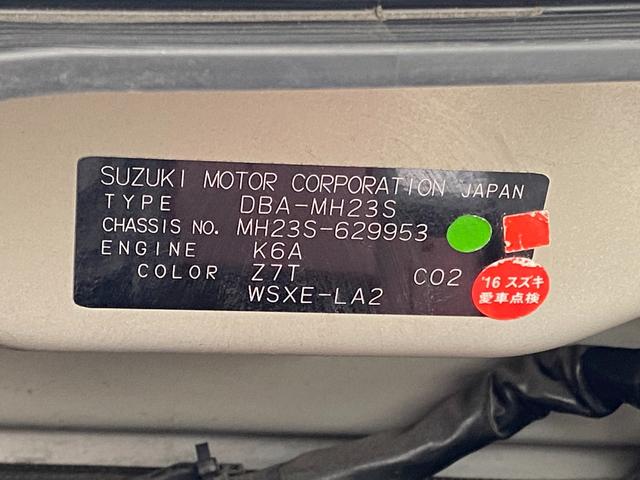 SUZUKI MOTOR CORPORATION JAPAN
TYPE DBA-MH23S
CHASSIS NO. MH23S-629953
ENGINE K6A
COLOR Z7T CO2
WSXE-LA2
'16 スズキ
愛車点検